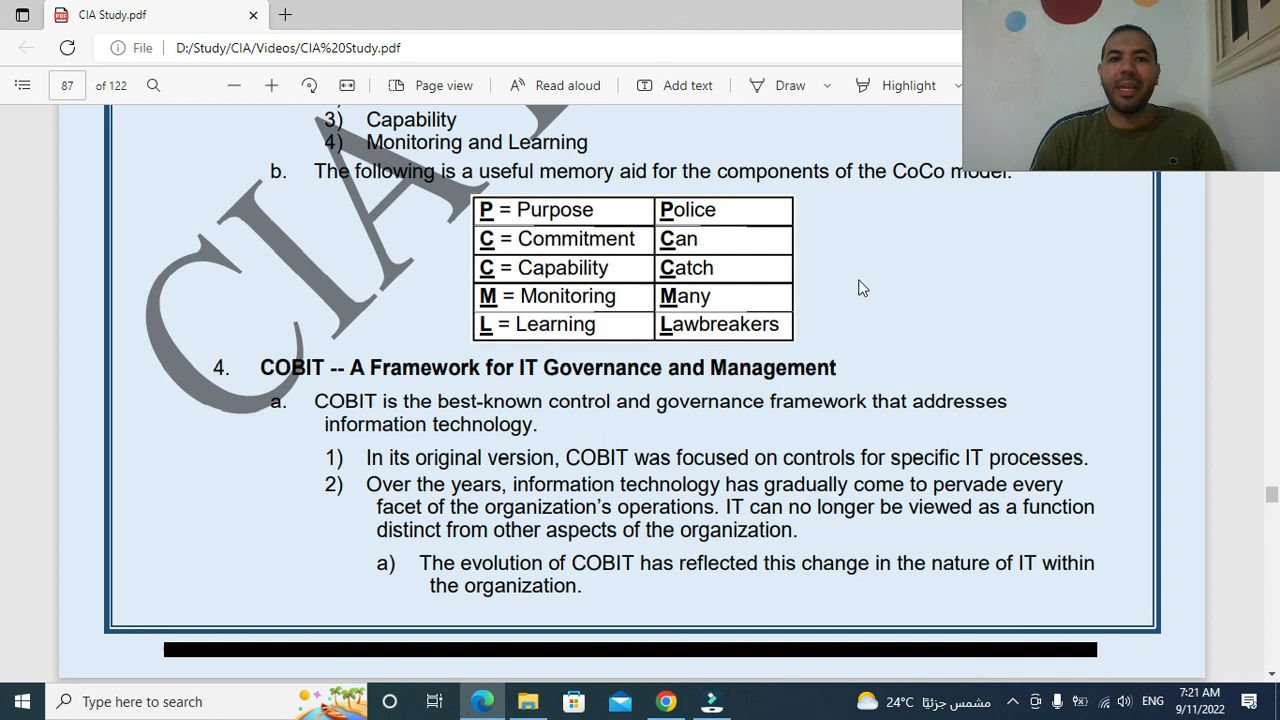 CIA Study.pdf
File D:/Study/CIA/Videos/CIA%20Study.pdf
87 of 122 Page view Read aloud Add text Draw Highlight
3) Capability
4) Monitoring and Learning
b. The following is a useful memory aid for the components of the CoCo model.
P = Purpose Police
C = Commitment Can
C = Capability Catch
M = Monitoring Many
L = Learning Lawbreakers
4. COBIT -- A Framework for IT Governance and Management
a. COBIT is the best-known control and governance framework that addresses
information technology.
1) In its original version, COBIT was focused on controls for specific IT processes.
2) Over the years, information technology has gradually come to pervade every
facet of the organization's operations. IT can no longer be viewed as a function
distinct from other aspects of the organization.
a) The evolution of COBIT has reflected this change in the nature of IT within
the organization.
CIA
Type here to search
24°C مشمس جزئيًا ENG
7:21 AM
9/11/2022